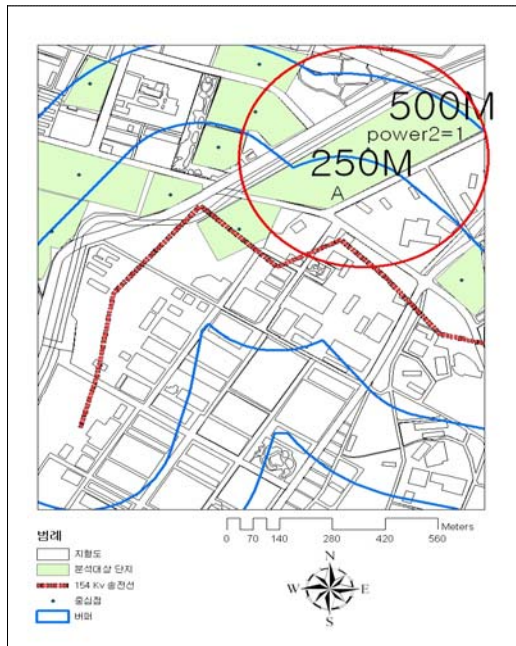 500M
power2=1
250M
A
범례
지형도
분석대상 단지
154 Kv 송전선
중심점
버퍼
Meters
0 70 140 280 420 560
N
W E
S